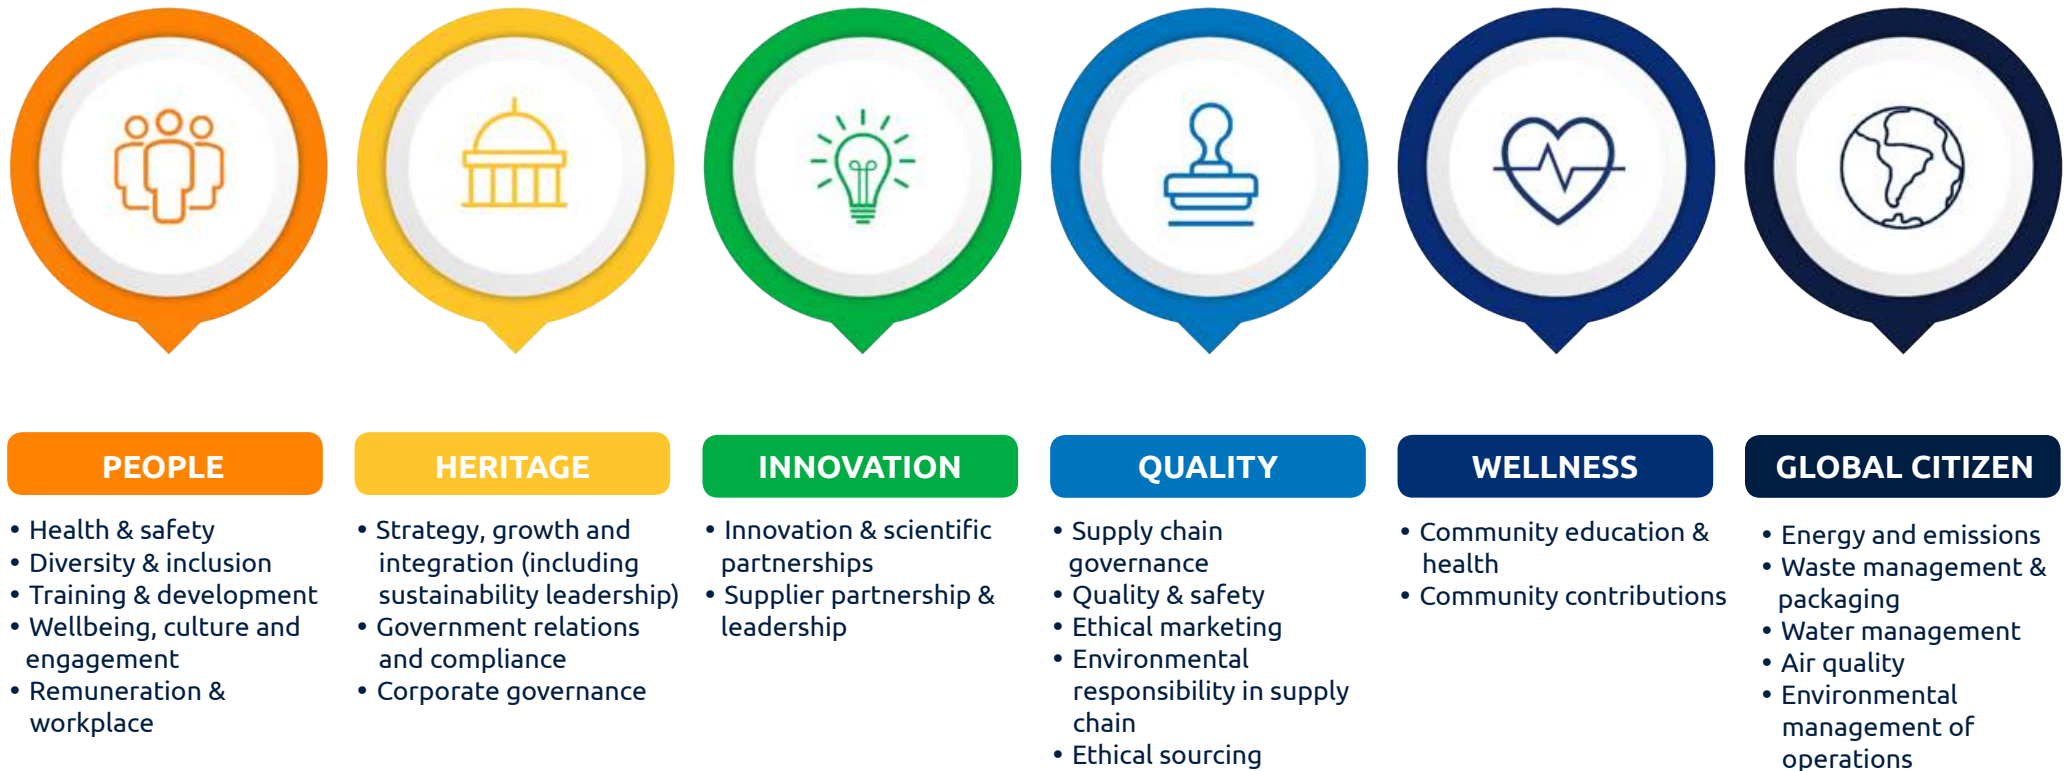 PEOPLE
• Health & safety
• Diversity & inclusion
• Training & development
• Wellbeing, culture and
engagement
• Remuneration &
workplace
HERITAGE
• Strategy, growth and
integration (including
sustainability leadership)
• Government relations
and compliance
• Corporate governance
INNOVATION
• Innovation & scientific
partnerships
• Supplier partnership &
leadership
QUALITY
• Supply chain
governance
• Quality & safety
• Ethical marketing
• Environmental
responsibility in supply
chain
• Ethical sourcing
WELLNESS
• Community education &
health
• Community contributions
GLOBAL CITIZEN
• Energy and emissions
• Waste management &
packaging
• Water management
• Air quality
• Environmental
management of
operations